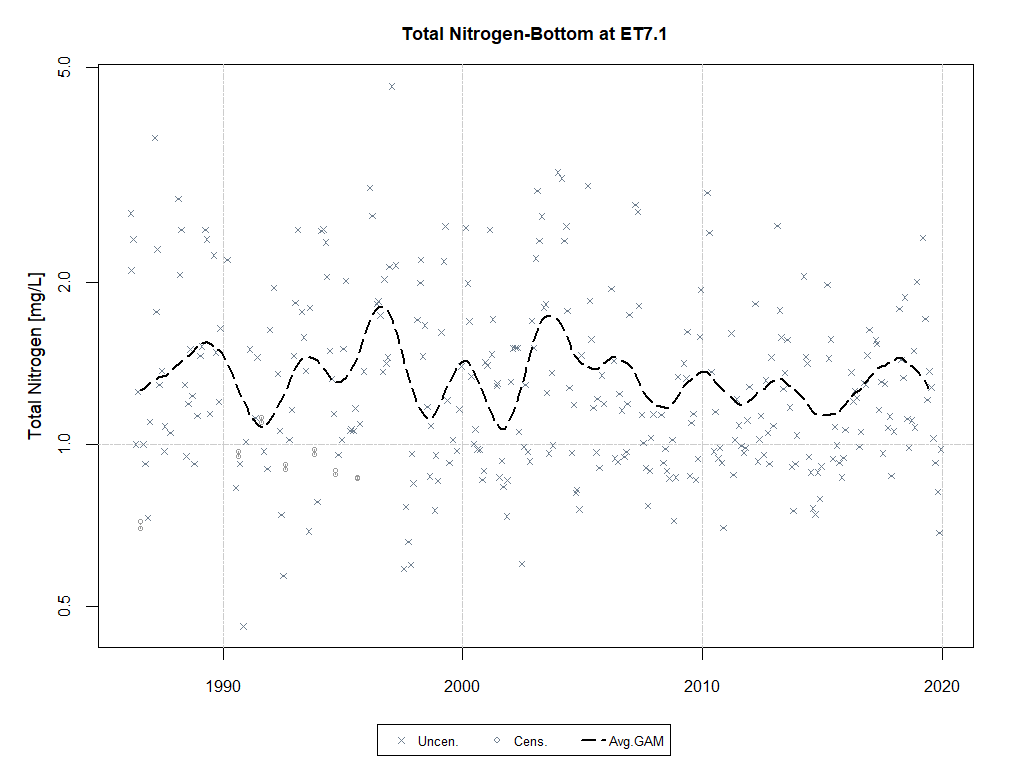 Total Nitrogen-Bottom at ET7.1
Total Nitrogen [mg/L]
5.0
2.0
1.0
0.5
1990 2000 2010 2020
Uncen. Cens. Avg.GAM